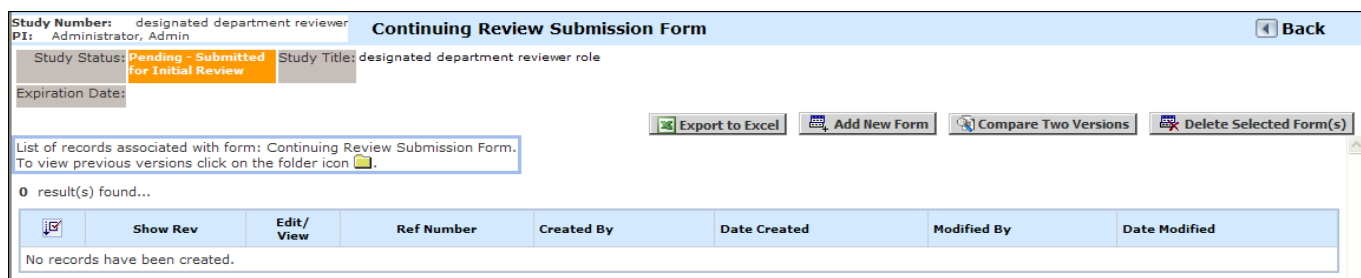 Study Number: designated department reviewer
PI: Administrator, Admin
Continuing Review Submission Form
Back
Study Status: Pending - Submitted for Initial Review
Study Title: designated department reviewer role
Expiration Date:
Export to Excel
Add New Form
Compare Two Versions
Delete Selected Form(s)
List of records associated with form: Continuing Review Submission Form.
To view previous versions click on the folder icon .
0 result(s) found...
Show Rev Edit/ View Ref Number Created By Date Created Modified By Date Modified
No records have been created.